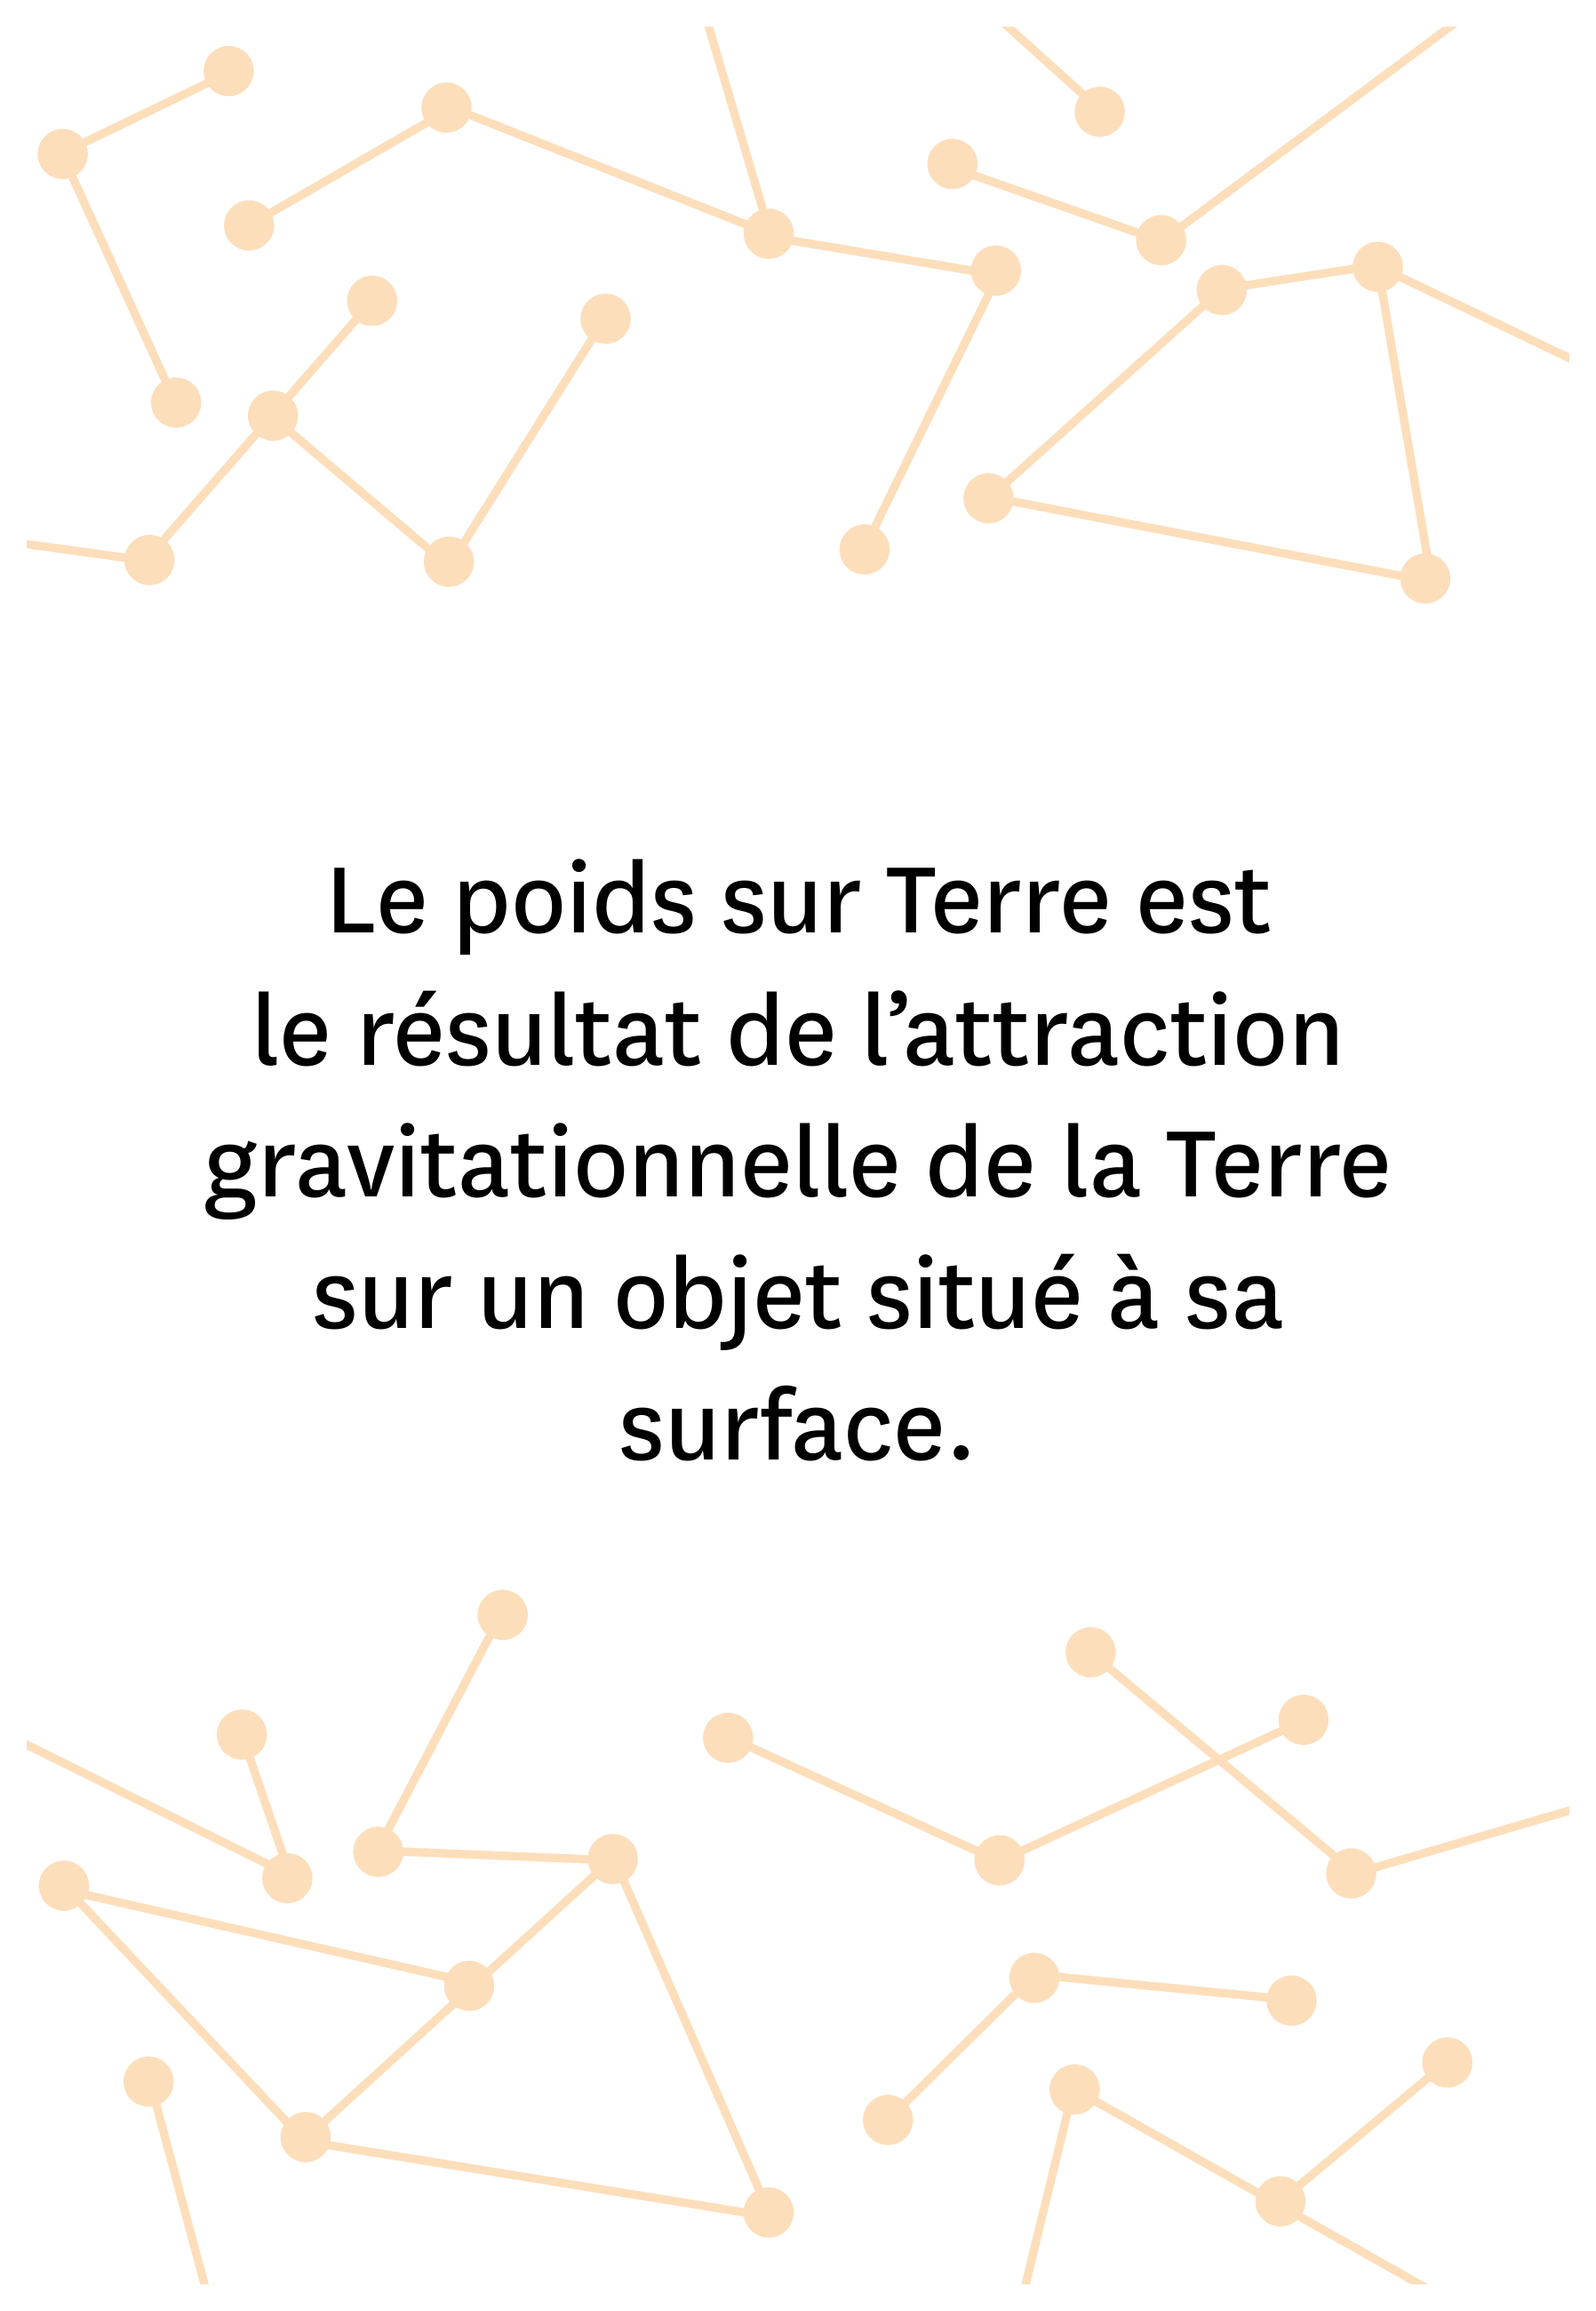 Le poids sur Terre est
le résultat de l’attraction
gravitationnelle de la Terre
sur un objet situé à sa
surface.